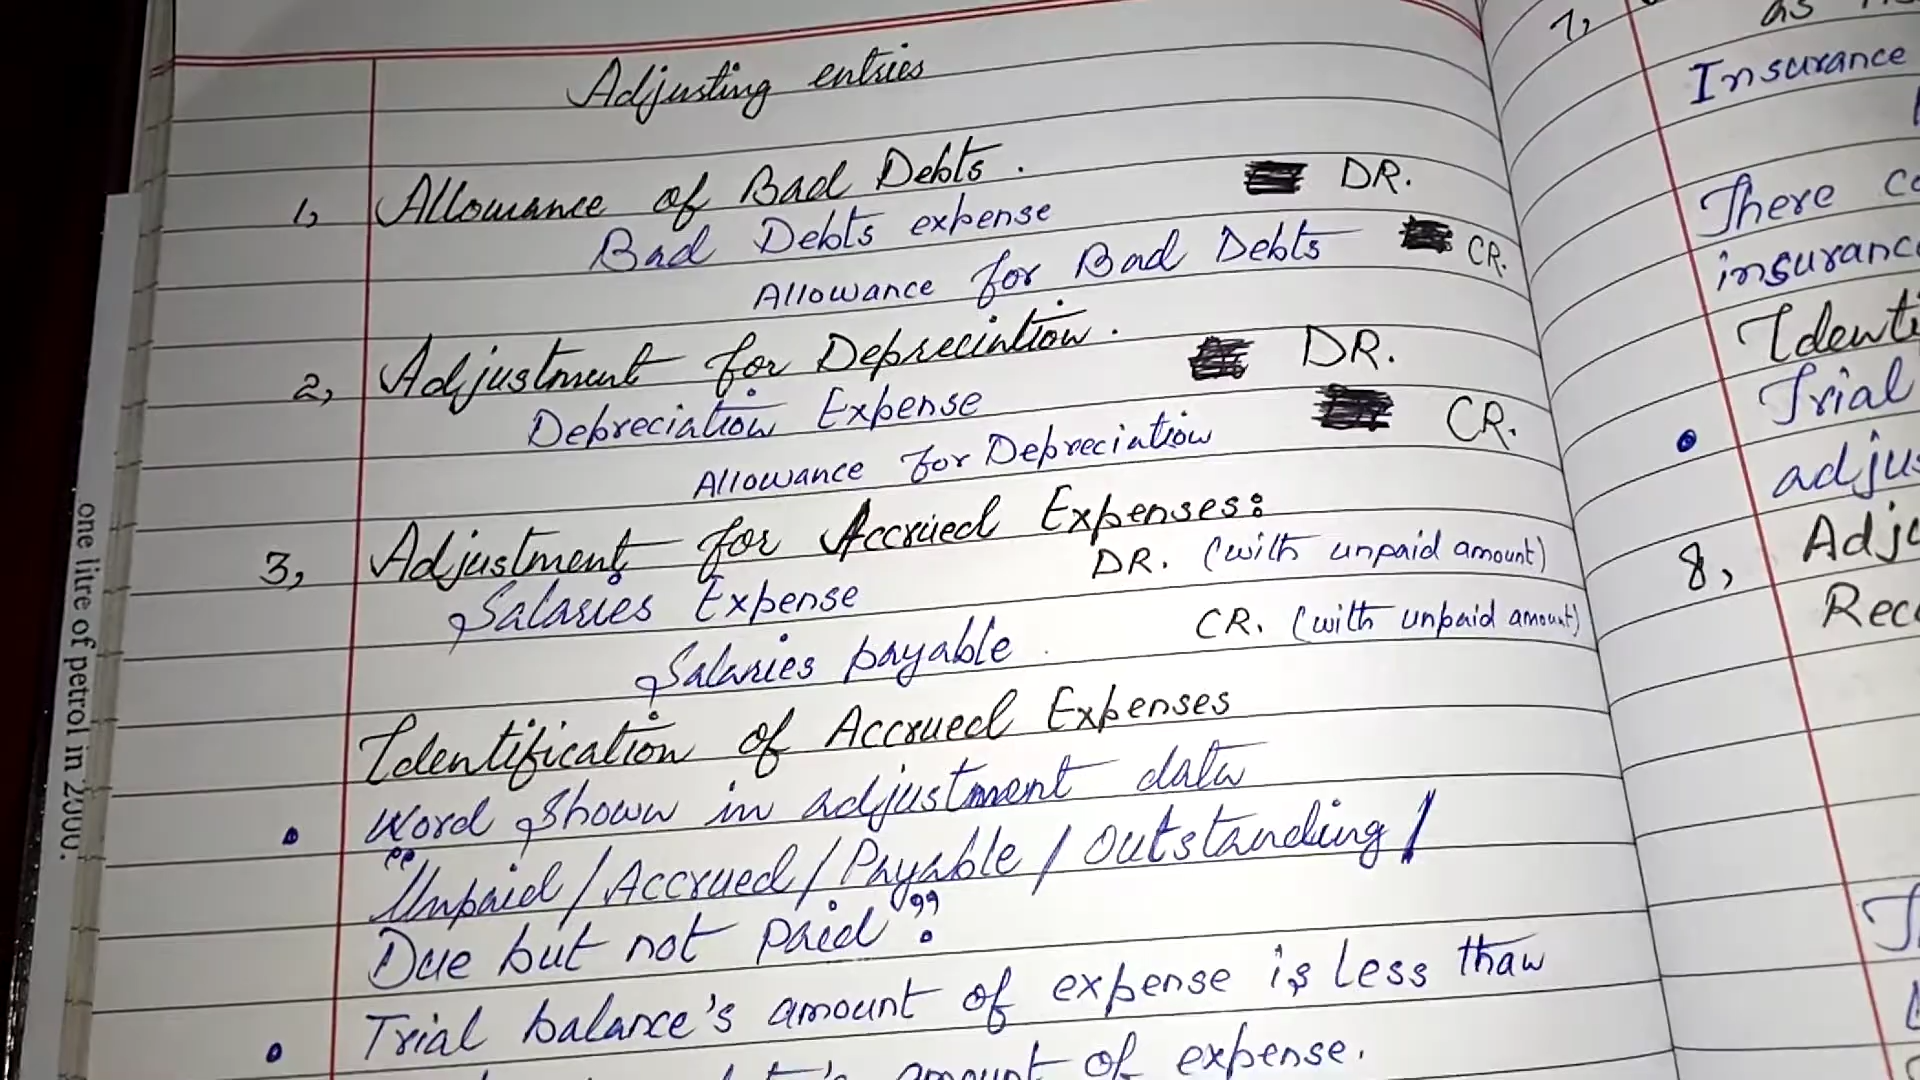 Adjusting entries
1, Allowance of Bad Debts. DR.
Bad Debts expense
Allowance for Bad Debts CR.
2, Adjustment for Depreciation. DR.
Depreciation Expense
Allowance for Depreciation CR.
3, Adjustment for Accrued Expenses:
Salaries Expense DR. (with unpaid amount)
Salaries payable CR. (with unpaid amount)
Identification of Accrued Expenses
• Word shown in adjustment data
"Unpaid / Accrued / Payable / Outstanding /
Due but not paid".
• Trial balance's amount of expense is less than
amount of expense.
one litre of petrol in 2000.
7,
as
Insurance
There
insurance
Trial
8,